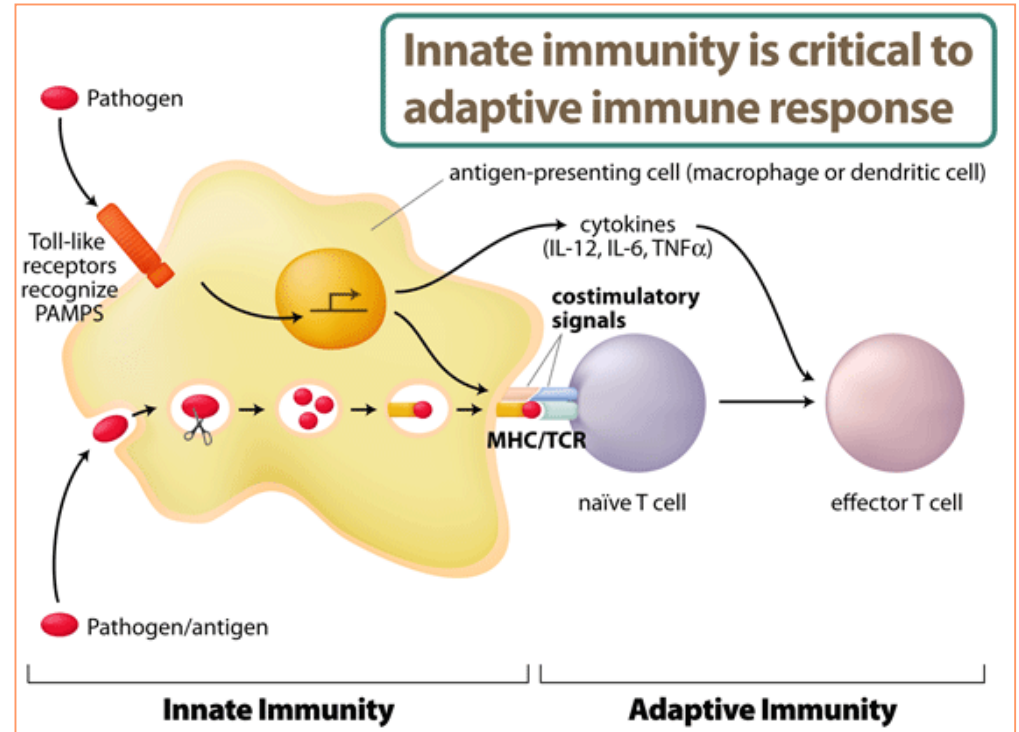 Innate immunity is critical to
adaptive immune response
Pathogen
antigen-presenting cell (macrophage or dendritic cell)
Toll-like
receptors
recognize
PAMPS
cytokines
(IL-12, IL-6, TNFα)
costimulatory
signals
MHC/TCR
naïve T cell
effector T cell
Pathogen/antigen
Innate Immunity
Adaptive Immunity